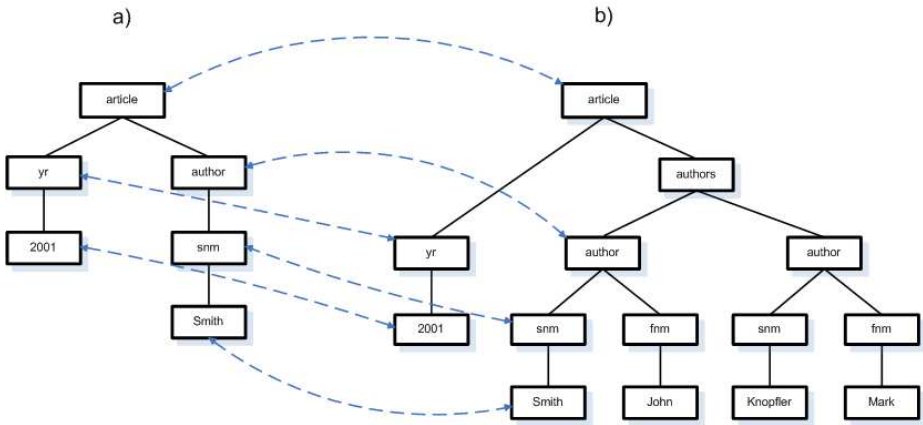 a)
b)
article
article
yr
author
authors
2001
snm
yr
author
author
Smith
2001
snm
fnm
snm
fnm
Smith
John
Knopfler
Mark